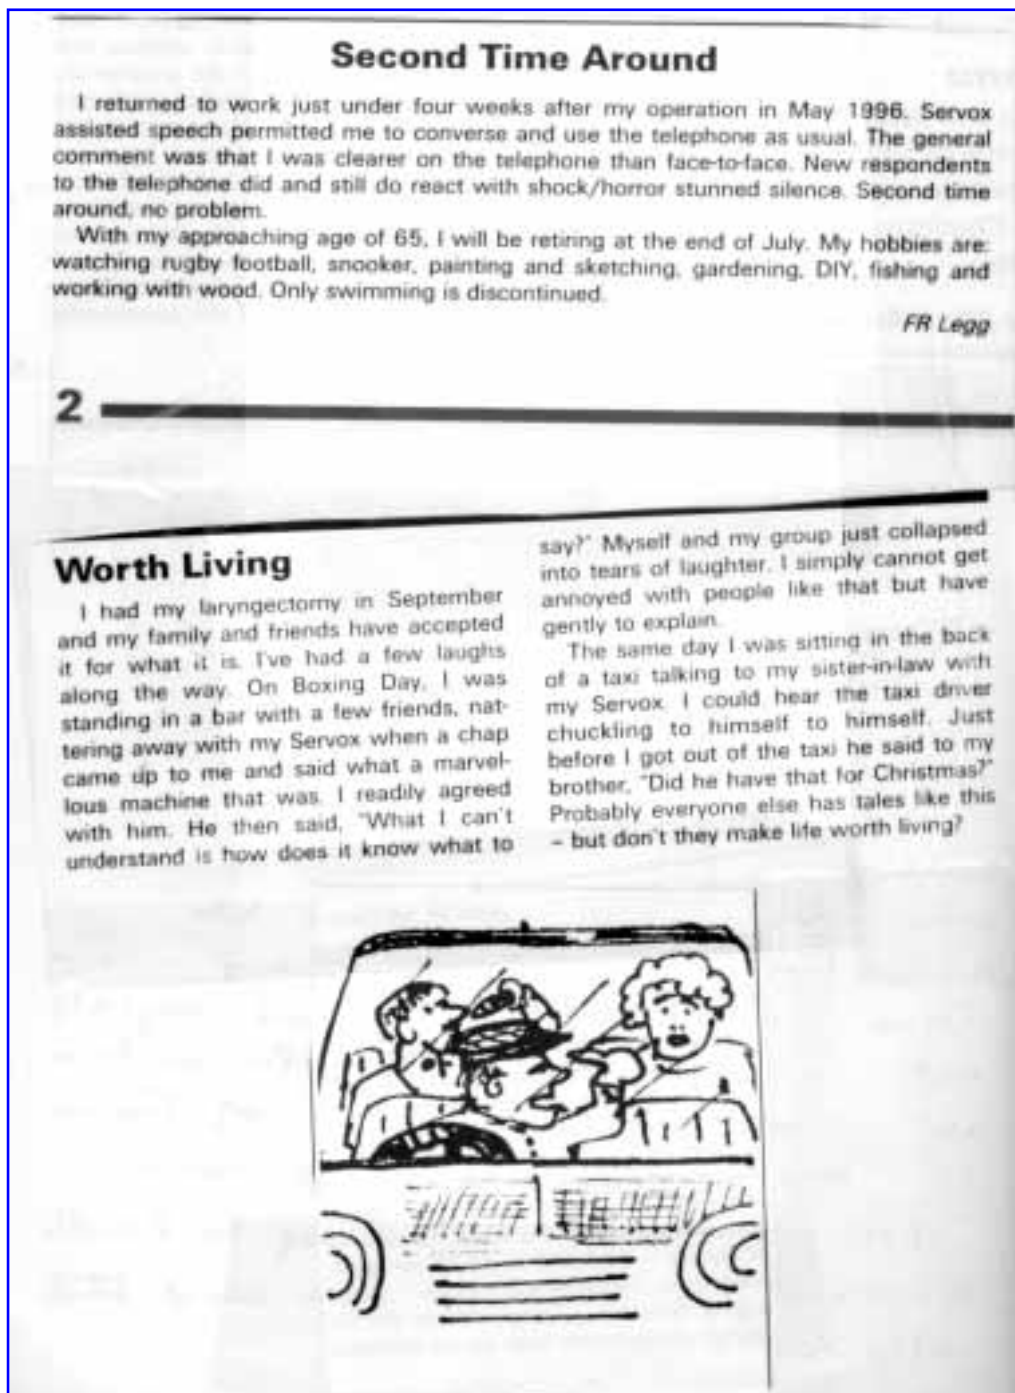 Second Time Around
I returned to work just under four weeks after my operation in May 1996. Servox
assisted speech permitted me to converse and use the telephone as usual. The general
comment was that I was clearer on the telephone than face-to-face. New respondents
to the telephone did and still do react with shock/horror stunned silence. Second time
around, no problem.
With my approaching age of 65, I will be retiring at the end of July. My hobbies are:
watching rugby football, snooker, painting and sketching, gardening, DIY, fishing and
working with wood. Only swimming is discontinued.
FR Legg
2
Worth Living
I had my laryngectomy in September
and my family and friends have accepted
it for what it is. I've had a few laughs
along the way. On Boxing Day, I was
standing in a bar with a few friends, nat-
tering away with my Servox when a chap
came up to me and said what a marvel-
lous machine that was. I readily agreed
with him. He then said, "What I can't
understand is how does it know what to
say?" Myself and my group just collapsed
into tears of laughter. I simply cannot get
annoyed with people like that but have
gently to explain.
The same day I was sitting in the back
of a taxi talking to my sister-in-law with
my Servox. I could hear the taxi driver
chuckling to himself to himself. Just
before I got out of the taxi he said to my
brother, "Did he have that for Christmas?"
Probably everyone else has tales like this
– but don't they make life worth living?